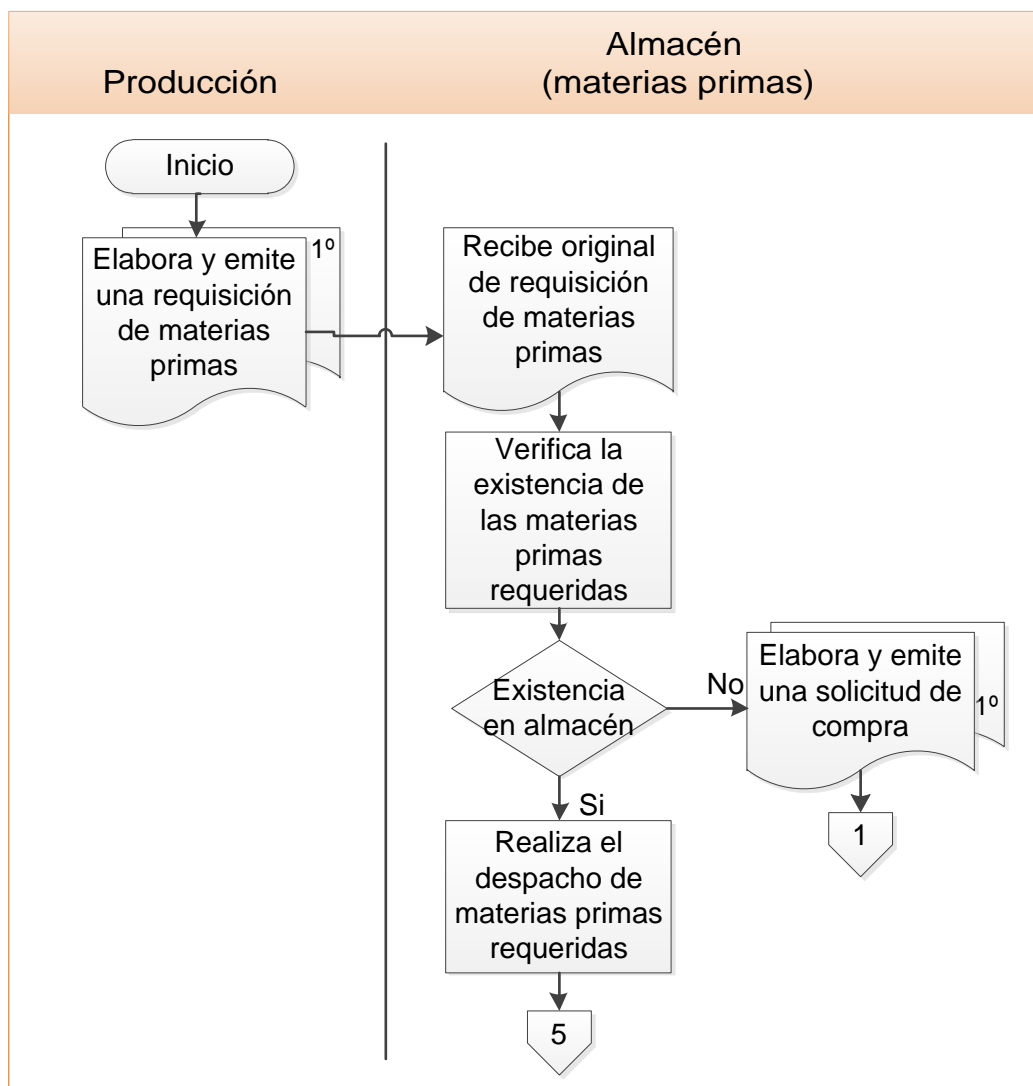 Producción
Almacén
(materias primas)
Inicio
Elabora y emite
una requisición
de materias
primas
1º
Recibe original
de requisición
de materias
primas
Verifica la
existencia de
las materias
primas
requeridas
Existencia
en almacén
No
Elabora y emite
una solicitud de
compra
1º
1
Si
Realiza el
despacho de
materias primas
requeridas
5